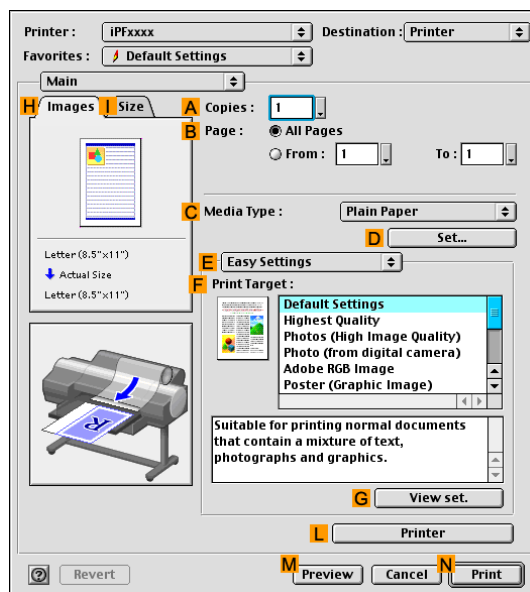 Printer : iPFxxxx Destination : Printer
Favorites : Default Settings
Main
H Images I Size
A Copies : 1
B Page : All Pages
From : 1 To : 1
C Media Type : Plain Paper
D Set...
Letter (8.5"x11")
Actual Size
Letter (8.5"x11")
E Easy Settings
F Print Target :
Default Settings
Highest Quality
Photos (High Image Quality)
Photo (from digital camera)
Adobe RGB Image
Poster (Graphic Image)
R
Suitable for printing normal documents
that contain a mixture of text,
photographs and graphics.
G View set.
L Printer
? Revert M Preview Cancel N Print